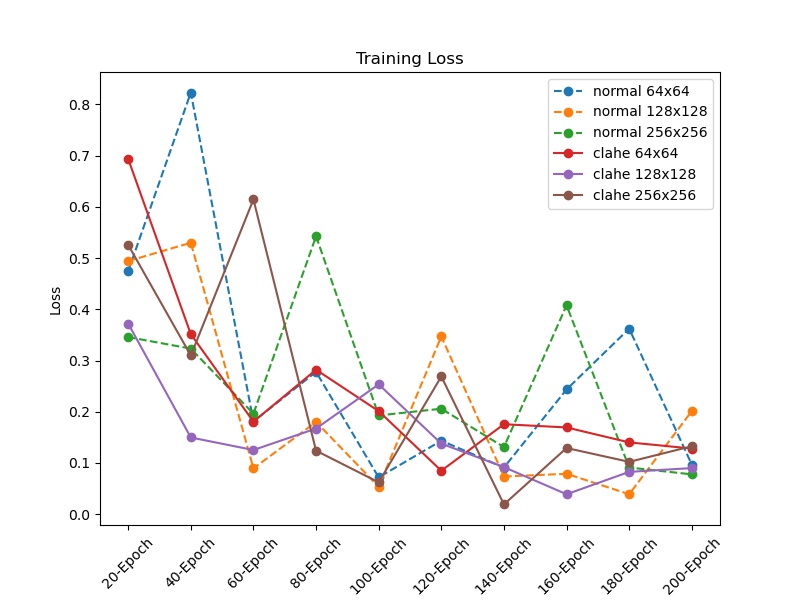 Training Loss
normal 64x64
normal 128x128
normal 256x256
clahe 64x64
clahe 128x128
clahe 256x256
Loss
0.8
0.7
0.6
0.5
0.4
0.3
0.2
0.1
0.0
20-Epoch
40-Epoch
60-Epoch
80-Epoch
100-Epoch
120-Epoch
140-Epoch
160-Epoch
180-Epoch
200-Epoch